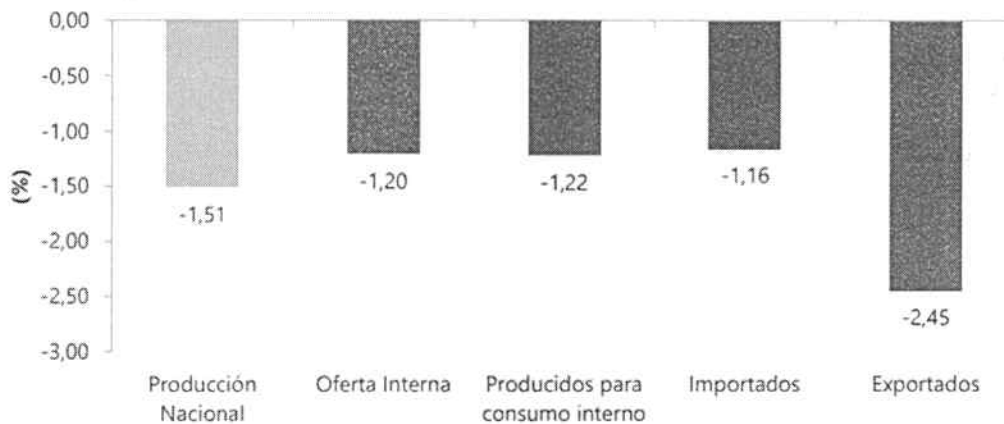 0,00
-0,50
-1,00
-1,50
-2,00
-2,50
-3,00
(%)
-1,51
-1,20
-1,22
-1,16
-2,45
Producción
Nacional
Oferta Interna
Producidos para
consumo interno
Importados
Exportados